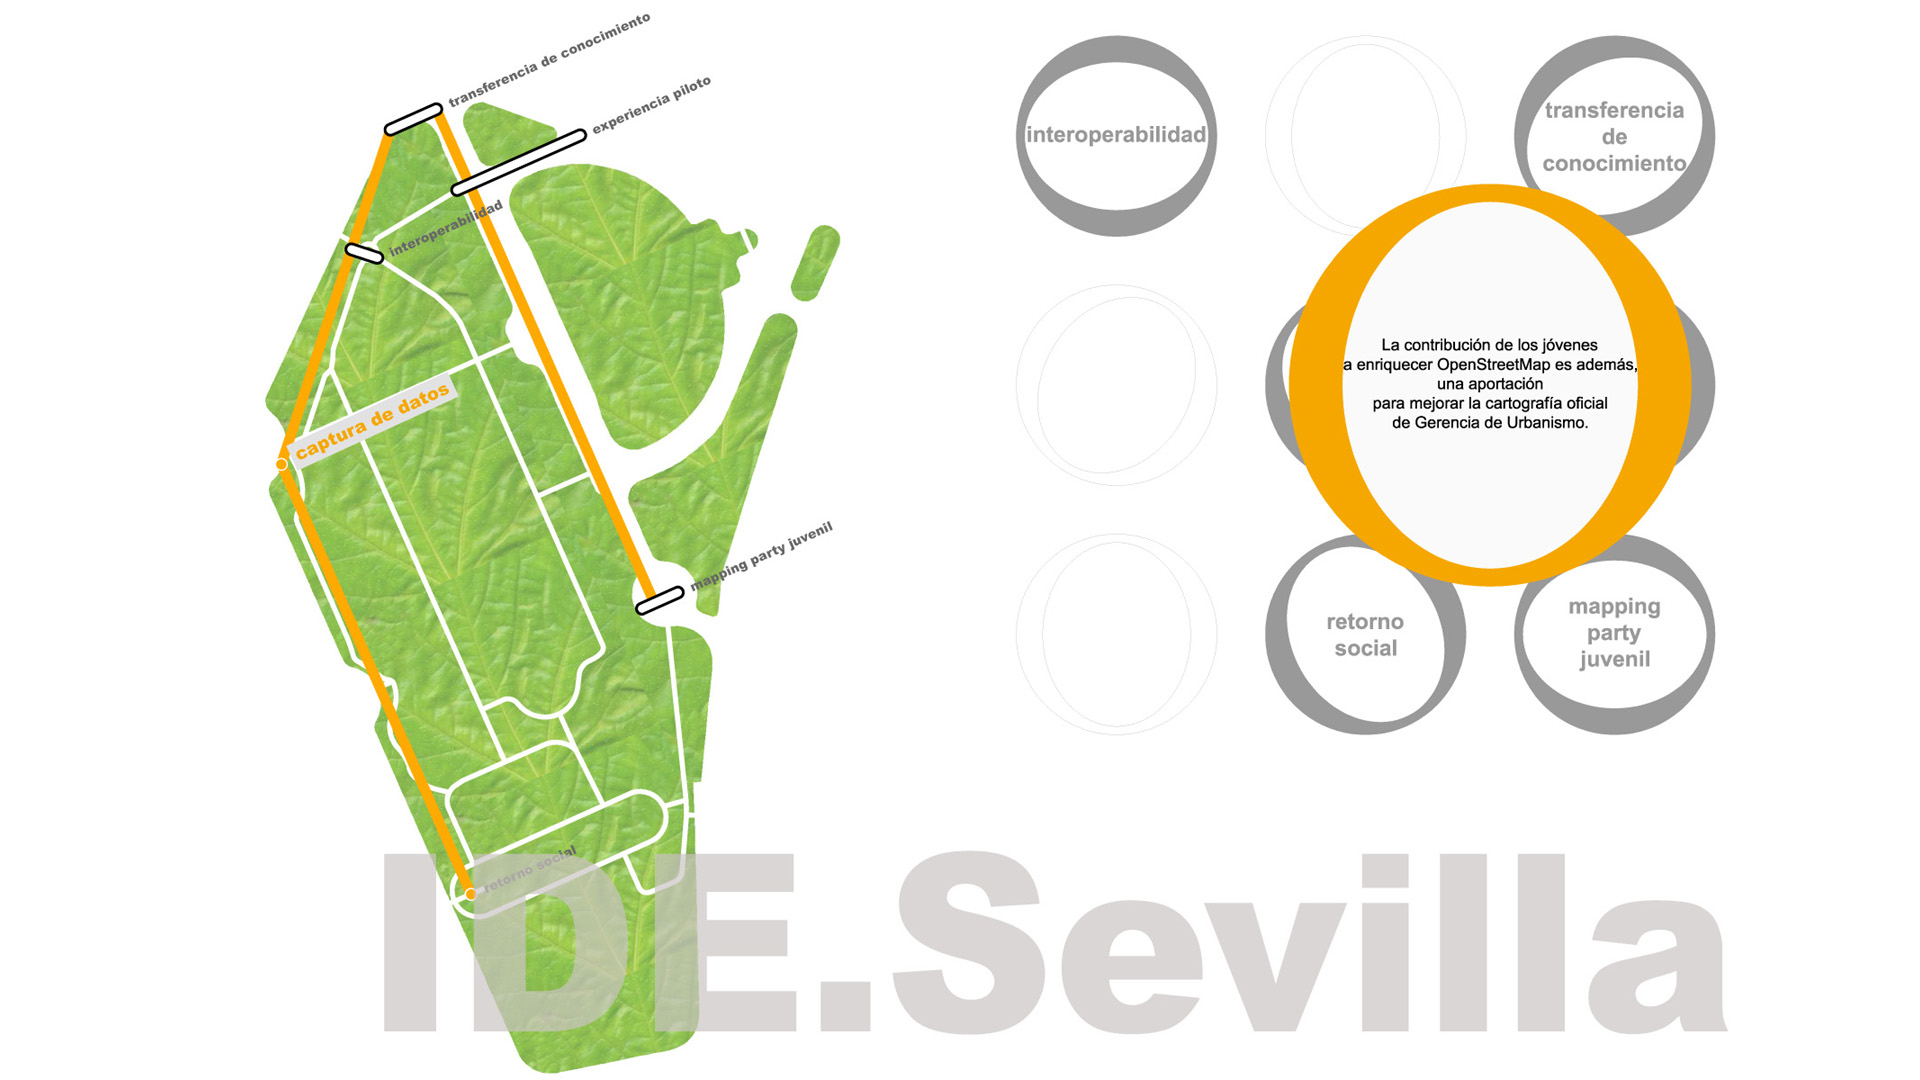 transferencia de conocimiento
experiencia piloto
interoperabilidad
captura de datos
mapping party juvenil
retorno social
interoperabilidad
transferencia
de
conocimiento
La contribución de los jóvenes
a enriquecer OpenStreetMap es además,
una aportación
para mejorar la cartografía oficial
de Gerencia de Urbanismo.
retorno
social
mapping
party
juvenil
IDE.Sevilla